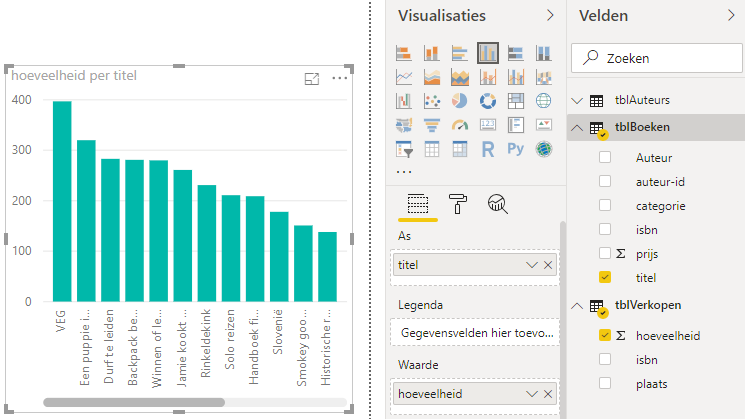 hoeveelheid per titel
400
300
200
100
0
VEG
Een puppie i...
Durf te leiden
Backpack be...
Winnen of le...
Jamie kookt ...
Rinkeldekink
Solo reizen
Handboek fi...
Slovenië
Smokey goo...
Historische r...
Visualisaties
123
R
Py
As
titel
Legenda
Gegevensvelden hier toevo...
Waarde
hoeveelheid
Velden
Zoeken
tblAuteurs
tblBoeken
Auteur
auteur-id
categorie
isbn
Σ prijs
titel
tblVerkopen
Σ hoeveelheid
isbn
plaats